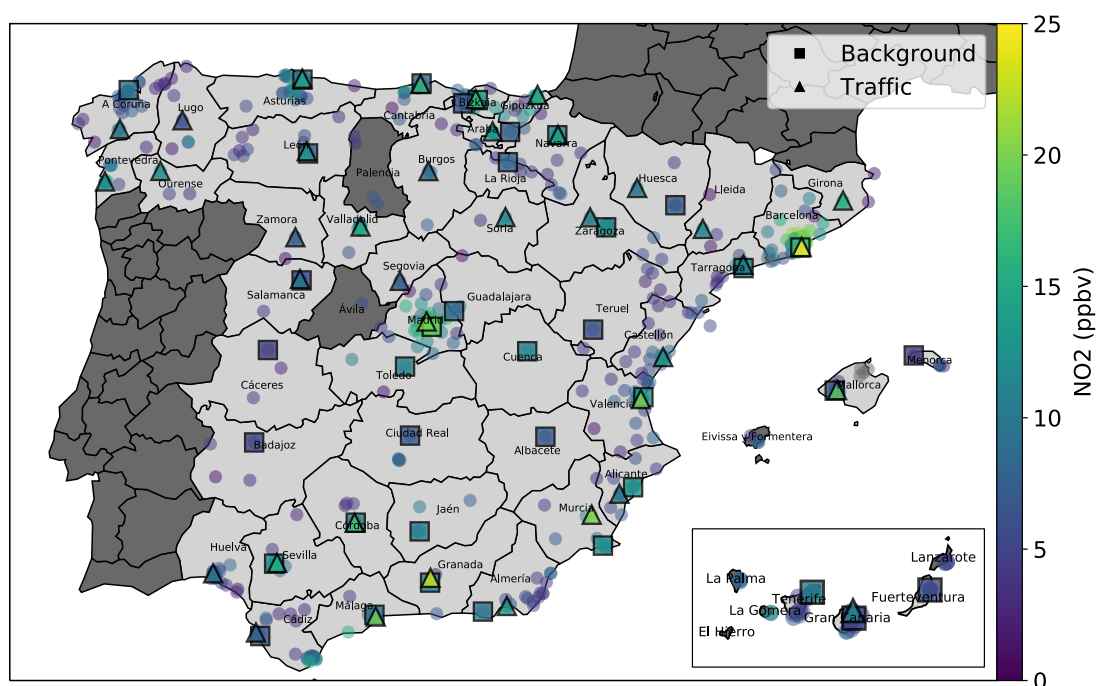 25
Background
Traffic
20
15
10
5
0
NO2 (ppbv)
A Coruña
Lugo
Asturias
Cantabria
Bizkaia
Gipuzkoa
Araba
Navarra
León
Pontevedra
Ourense
Palencia
Burgos
La Rioja
Huesca
Lleida
Girona
Barcelona
Zamora
Valladolid
Soria
Zaragoza
Segovia
Tarragona
Salamanca
Guadalajara
Ávila
Madrid
Teruel
Castellón
Cuenca
Toledo
Cáceres
Menorca
Mallorca
Valencia
Ciudad Real
Badajoz
Albacete
Eivissa y Formentera
Alicante
Jaén
Murcia
Córdoba
Huelva
Sevilla
Granada
Almería
Málaga
Cádiz
Lanzarote
La Palma
Tenerife
Fuerteventura
La Gomera
Gran Canaria
El Hierro